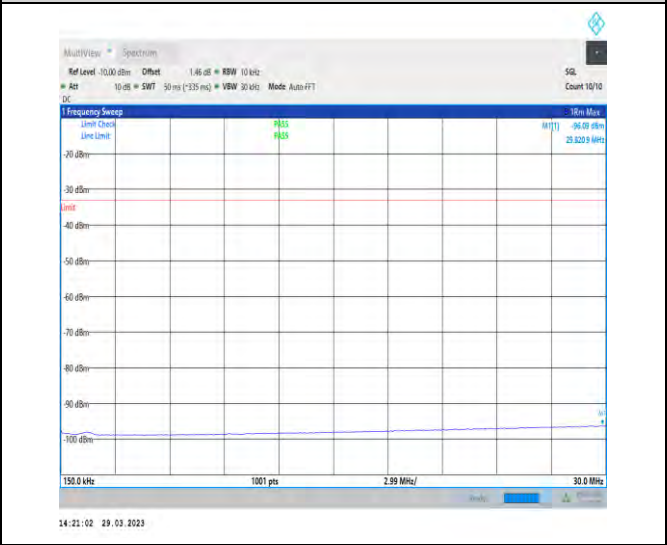 MultiView Spectrum
Ref Level -10.00 dBm Offset 1.46 dB RBW 10 kHz SGL
Att 10 dB SWT 50 ms (~335 ms) VBW 30 kHz Mode Auto FFT Count 10/10
DC
1 Frequency Sweep 1Rm Max
Limit Check PASS M1[1] -96.09 dBm
Line Limit PASS 29.8209 MHz
-20 dBm
-30 dBm
Limit
-40 dBm
-50 dBm
-60 dBm
-70 dBm
-80 dBm
-90 dBm
M1
-100 dBm
150.0 kHz 1001 pts 2.99 MHz/ 30.0 MHz
14:21:02 29.03.2023